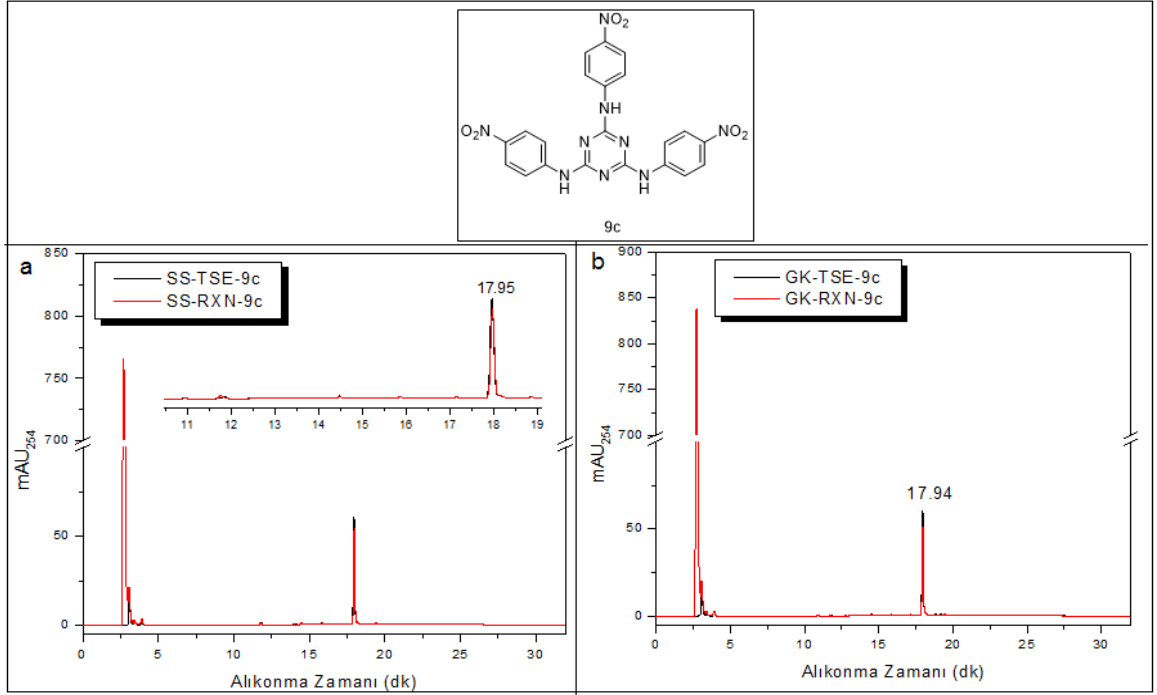 NO₂
NH
O₂N
NO₂
N
N
N
H
N
N
H
9c
a
SS-TSE-9c
SS-RXN-9c
17.95
850
800
750
700
50
0
11 12 13 14 15 16 17 18 19
0 5 10 15 20 25 30
mAU₂₅₄
Alıkonma Zamanı (dk)
b
GK-TSE-9c
GK-RXN-9c
17.94
900
850
800
750
700
50
0
0 5 10 15 20 25 30
mAU₂₅₄
Alıkonma Zamanı (dk)